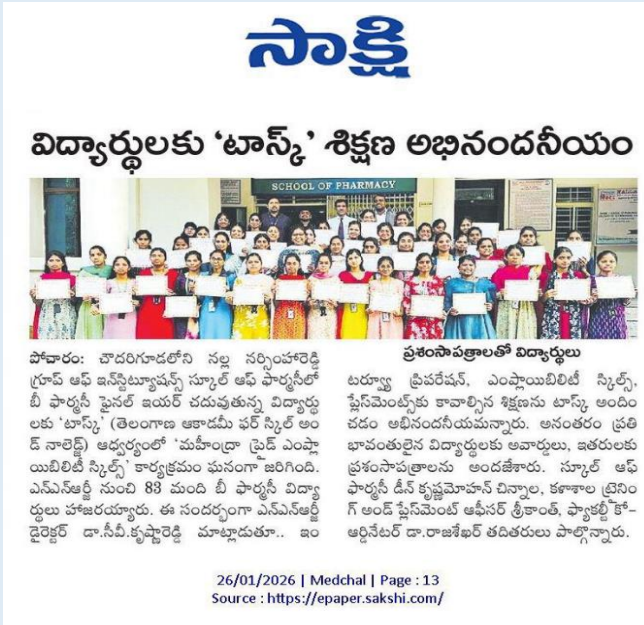 సాక్షి
విద్యార్థులకు ‘టాస్క్’ శిక్షణ అభినందనీయం
SCHOOL OF PHARMACY
ప్రశంసాపత్రాలతో విద్యార్థులు
పోచారం: చౌదరిగూడలోని నల్ల నర్సింహారెడ్డి
గ్రూప్ ఆఫ్ ఇన్‌స్టిట్యూషన్స్ స్కూల్ ఆఫ్ ఫార్మసీలో
బీ ఫార్మసీ ఫైనల్ ఇయర్ చదువుతున్న విద్యార్థు
లకు ‘టాస్క్’ (తెలంగాణ ఆకాడమీ ఫర్ స్కిల్ అం
డ్ నాలెడ్జ్) ఆధ్వర్యంలో ‘మహీంద్రా ప్రైడ్ ఎంప్లా
యిబిలిటీ స్కిల్స్’ కార్యక్రమం ఘనంగా జరిగింది.
ఎన్ఎన్ఆర్జీ నుంచి 83 మంది బీ ఫార్మసీ విద్యా
ర్థులు హాజరయ్యారు. ఈ సందర్భంగా ఎన్ఎన్ఆర్జీ
డైరెక్టర్ డా.సీవీ.కృష్ణారెడ్డి మాట్లాడుతూ.. ఇం
టర్వ్యూ ప్రిపరేషన్, ఎంప్లాయిబిలిటీ స్కిల్స్,
ప్లేస్‌మెంట్స్‌కు కావాల్సిన శిక్షణను టాస్క్ అందిం
చడం అభినందనీయమన్నారు. అనంతరం ప్రతి
భావంతులైన విద్యార్థులకు అవార్డులు, ఇతరులకు
ప్రశంసాపత్రాలను అందజేశారు. స్కూల్ ఆఫ్
ఫార్మసీ డీన్ కృష్ణమోహన్ చిన్నాల, కళాశాల ట్రైనిం
గ్ అండ్ ప్లేస్‌మెంట్ ఆఫీసర్ శ్రీకాంత్, ఫ్యాకల్టీ కో–
ఆర్డినేటర్ డా.రాజశేఖర్ తదితరులు పాల్గొన్నారు.
26/01/2026 | Medchal | Page : 13
Source : https://epaper.sakshi.com/